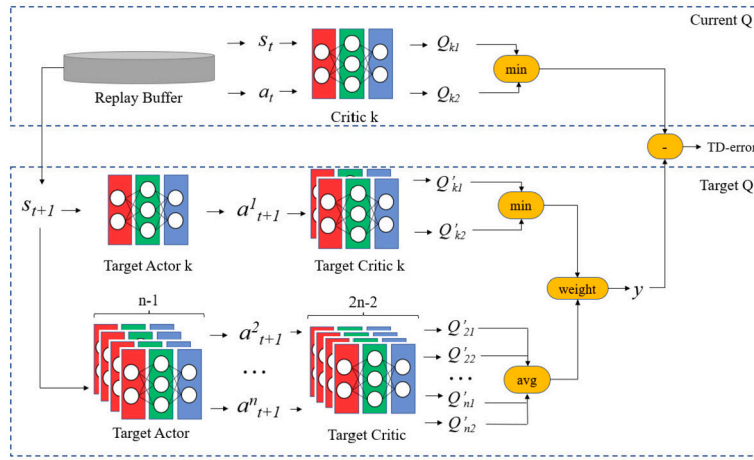 Current Q
s_t
Q_k1
min
a_t
Q_k2
Replay Buffer
Critic k
-
TD-error
Target Q
s_t+1
a^1_t+1
Q'_k1
min
Q'_k2
Target Actor k
Target Critic k
weight
y
n-1
2n-2
a^2_t+1
Q'_21
Q'_22
...
...
avg
a^n_t+1
Q'_n1
Q'_n2
Target Actor
Target Critic